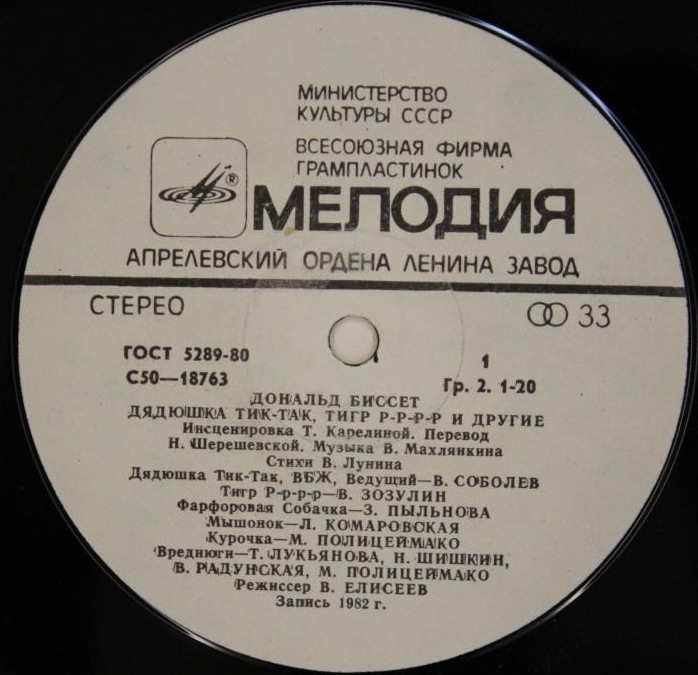 МИНИСТЕРСТВО
КУЛЬТУРЫ СССР
ВСЕСОЮЗНАЯ ФИРМА
ГРАМПЛАСТИНОК
®
МЕЛОДИЯ
АПРЕЛЕВСКИЙ ОРДЕНА ЛЕНИНА ЗАВОД
СТЕРЕО
33
ГОСТ 5289-80
1
С50—18763
Гр. 2. 1-20
ДОНАЛЬД БИССЕТ
ДЯДЮШКА ТИК-ТАК, ТИГР Р-Р-Р-Р И ДРУГИЕ
Инсценировка Т. Карелиной. Перевод
Н. Шерешевской. Музыка В. Махлянкина
Стихи В. Лунина
Дядюшка Тик-Так, ВБЖ, Ведущий—В. СОБОЛЕВ
Тигр Р-р-р-р—В. ЗОЗУЛИН
Фарфоровая Собачка—З. ПЫЛЬНОВА
Мышонок—Л. КОМАРОВСКАЯ
Курочка—М. ПОЛИЦЕЙМАКО
Вреднюги—Т. ЛУКЬЯНОВА, Н. ШИШКИН,
В. РАДУНСКАЯ, М. ПОЛИЦЕЙМАКО
Режиссер В. ЕЛИСЕЕВ
Запись 1982 г.